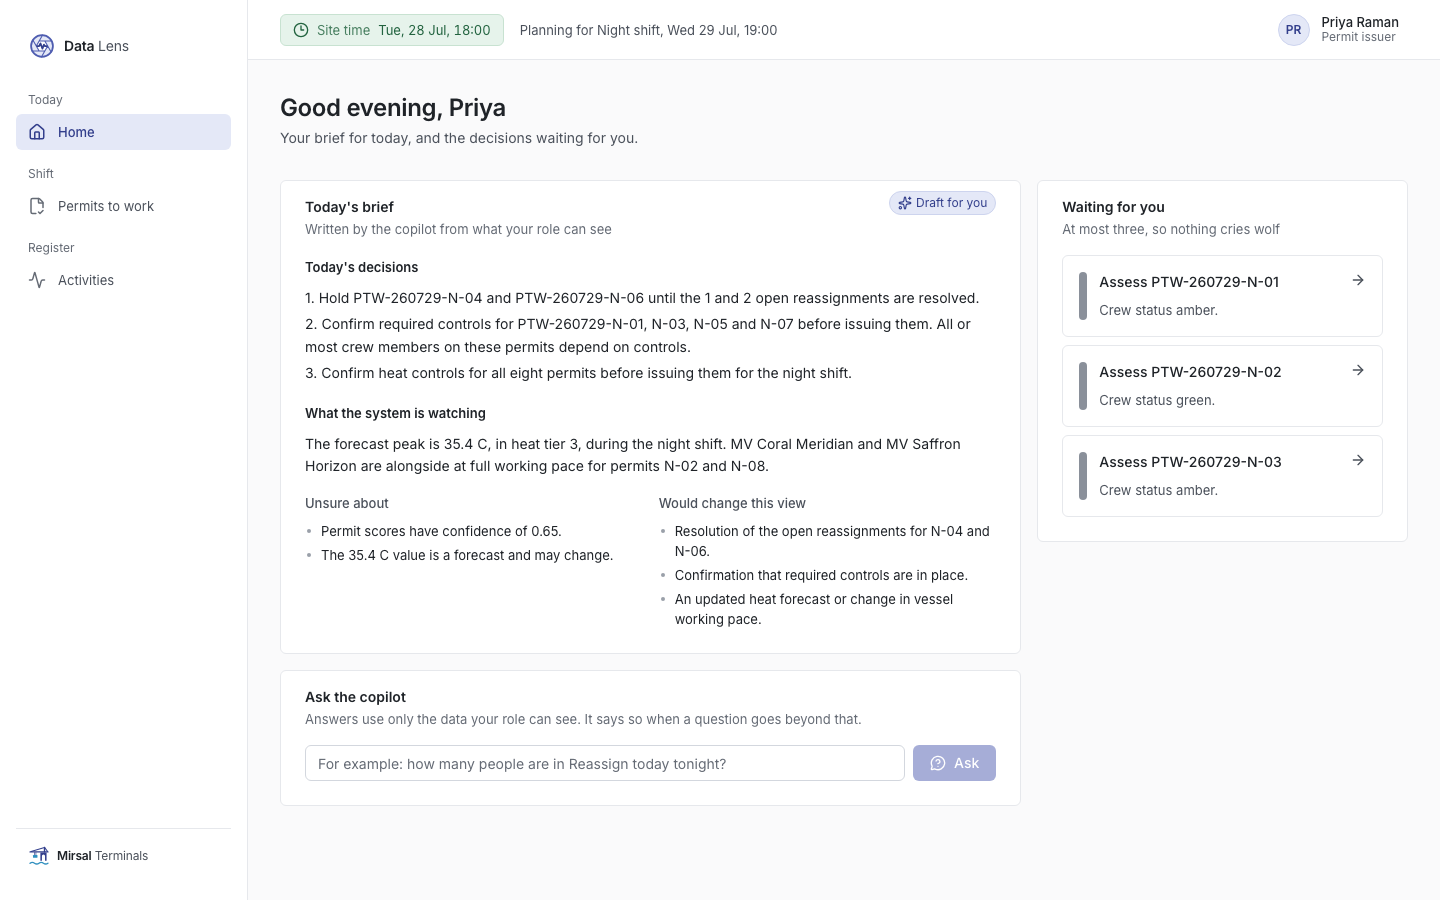 Data Lens
Today
Home
Shift
Permits to work
Register
Activities
Mirsal Terminals
Site time Tue, 28 Jul, 18:00
Planning for Night shift, Wed 29 Jul, 19:00
PR
Priya Raman
Permit issuer
Good evening, Priya
Your brief for today, and the decisions waiting for you.
Today's brief
Draft for you
Written by the copilot from what your role can see
Today's decisions
1. Hold PTW-260729-N-04 and PTW-260729-N-06 until the 1 and 2 open reassignments are resolved.
2. Confirm required controls for PTW-260729-N-01, N-03, N-05 and N-07 before issuing them. All or
most crew members on these permits depend on controls.
3. Confirm heat controls for all eight permits before issuing them for the night shift.
What the system is watching
The forecast peak is 35.4 C, in heat tier 3, during the night shift. MV Coral Meridian and MV Saffron
Horizon are alongside at full working pace for permits N-02 and N-08.
Unsure about
Permit scores have confidence of 0.65.
The 35.4 C value is a forecast and may change.
Would change this view
Resolution of the open reassignments for N-04 and
N-06.
Confirmation that required controls are in place.
An updated heat forecast or change in vessel
working pace.
Ask the copilot
Answers use only the data your role can see. It says so when a question goes beyond that.
For example: how many people are in Reassign today tonight?
Ask
Waiting for you
At most three, so nothing cries wolf
Assess PTW-260729-N-01
Crew status amber.
Assess PTW-260729-N-02
Crew status green.
Assess PTW-260729-N-03
Crew status amber.